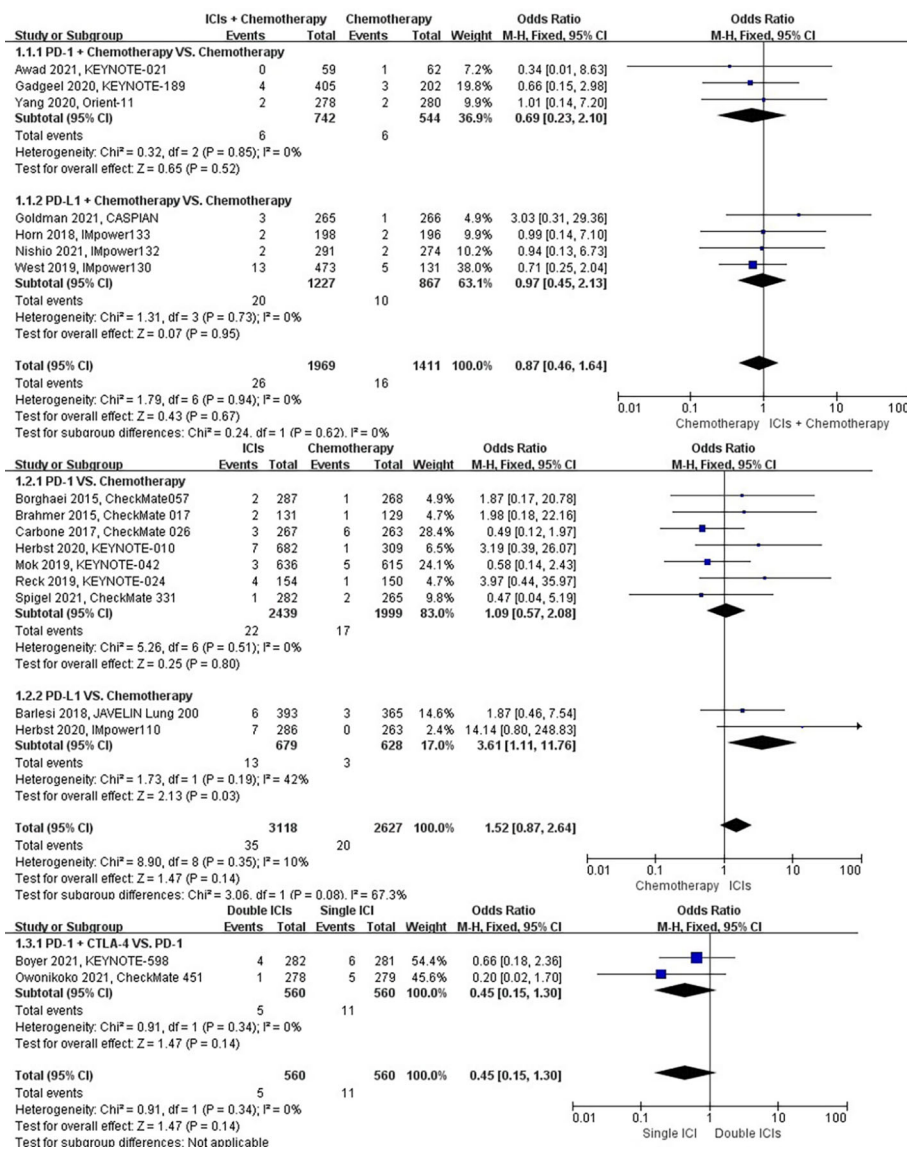 ICIs + Chemotherapy Chemotherapy Odds Ratio Odds Ratio
Study or Subgroup Events Total Events Total Weight M-H, Fixed, 95% CI M-H, Fixed, 95% CI
1.1.1 PD-1 + Chemotherapy VS. Chemotherapy
Awad 2021, KEYNOTE-021 0 59 1 62 7.2% 0.34 [0.01, 8.63]
Gadgeel 2020, KEYNOTE-189 4 405 3 202 19.8% 0.66 [0.15, 2.98]
Yang 2020, Orient-11 2 278 2 280 9.9% 1.01 [0.14, 7.20]
Subtotal (95% CI) 742 544 36.9% 0.69 [0.23, 2.10]
Total events 6 6
Heterogeneity: Chi² = 0.32, df = 2 (P = 0.85); I² = 0%
Test for overall effect: Z = 0.65 (P = 0.52)
1.1.2 PD-L1 + Chemotherapy VS. Chemotherapy
Goldman 2021, CASPIAN 3 265 1 266 4.9% 3.03 [0.31, 29.36]
Horn 2018, IMpower133 2 198 2 196 9.9% 0.99 [0.14, 7.10]
Nishio 2021, IMpower132 2 291 2 274 10.2% 0.94 [0.13, 6.73]
West 2019, IMpower130 13 473 5 131 38.0% 0.71 [0.25, 2.04]
Subtotal (95% CI) 1227 867 63.1% 0.97 [0.45, 2.13]
Total events 20 10
Heterogeneity: Chi² = 1.31, df = 3 (P = 0.73); I² = 0%
Test for overall effect: Z = 0.07 (P = 0.95)
Total (95% CI) 1969 1411 100.0% 0.87 [0.46, 1.64]
Total events 26 16
Heterogeneity: Chi² = 1.79, df = 6 (P = 0.94); I² = 0%
Test for overall effect: Z = 0.43 (P = 0.67)
Test for subgroup differences: Chi² = 0.24, df = 1 (P = 0.62), I² = 0%
0.01 0.1 1 10 100
Chemotherapy ICIs + Chemotherapy
ICIs Chemotherapy Odds Ratio Odds Ratio
Study or Subgroup Events Total Events Total Weight M-H, Fixed, 95% CI M-H, Fixed, 95% CI
1.2.1 PD-1 VS. Chemotherapy
Borghaei 2015, CheckMate057 2 287 1 268 4.9% 1.87 [0.17, 20.78]
Brahmer 2015, CheckMate 017 2 131 1 129 4.7% 1.98 [0.18, 22.16]
Carbone 2017, CheckMate 026 3 267 6 263 28.4% 0.49 [0.12, 1.97]
Herbst 2020, KEYNOTE-010 7 682 1 309 6.5% 3.19 [0.39, 26.07]
Mok 2019, KEYNOTE-042 3 636 5 615 24.1% 0.58 [0.14, 2.43]
Reck 2019, KEYNOTE-024 4 154 1 150 4.7% 3.97 [0.44, 35.97]
Spigel 2021, CheckMate 331 1 282 2 265 9.8% 0.47 [0.04, 5.19]
Subtotal (95% CI) 2439 1999 83.0% 1.09 [0.57, 2.08]
Total events 22 17
Heterogeneity: Chi² = 5.26, df = 6 (P = 0.51); I² = 0%
Test for overall effect: Z = 0.25 (P = 0.80)
1.2.2 PD-L1 VS. Chemotherapy
Barlesi 2018, JAVELIN Lung 200 6 393 3 365 14.6% 1.87 [0.46, 7.54]
Herbst 2020, IMpower110 7 286 0 263 2.4% 14.14 [0.80, 248.83]
Subtotal (95% CI) 679 628 17.0% 3.61 [1.11, 11.76]
Total events 13 3
Heterogeneity: Chi² = 1.73, df = 1 (P = 0.19); I² = 42%
Test for overall effect: Z = 2.13 (P = 0.03)
Total (95% CI) 3118 2627 100.0% 1.52 [0.87, 2.64]
Total events 35 20
Heterogeneity: Chi² = 8.90, df = 8 (P = 0.35); I² = 10%
Test for overall effect: Z = 1.47 (P = 0.14)
Test for subgroup differences: Chi² = 3.06, df = 1 (P = 0.08), I² = 67.3%
0.01 0.1 1 10 100
Chemotherapy ICIs
Double ICIs Single ICI Odds Ratio Odds Ratio
Study or Subgroup Events Total Events Total Weight M-H, Fixed, 95% CI M-H, Fixed, 95% CI
1.3.1 PD-1 + CTLA-4 VS. PD-1
Boyer 2021, KEYNOTE-598 4 282 6 281 54.4% 0.66 [0.18, 2.36]
Owonikoko 2021, CheckMate 451 1 278 5 279 45.6% 0.20 [0.02, 1.70]
Subtotal (95% CI) 560 560 100.0% 0.45 [0.15, 1.30]
Total events 5 11
Heterogeneity: Chi² = 0.91, df = 1 (P = 0.34); I² = 0%
Test for overall effect: Z = 1.47 (P = 0.14)
Total (95% CI) 560 560 100.0% 0.45 [0.15, 1.30]
Total events 5 11
Heterogeneity: Chi² = 0.91, df = 1 (P = 0.34); I² = 0%
Test for overall effect: Z = 1.47 (P = 0.14)
Test for subgroup differences: Not applicable
0.01 0.1 1 10 100
Single ICI Double ICIs